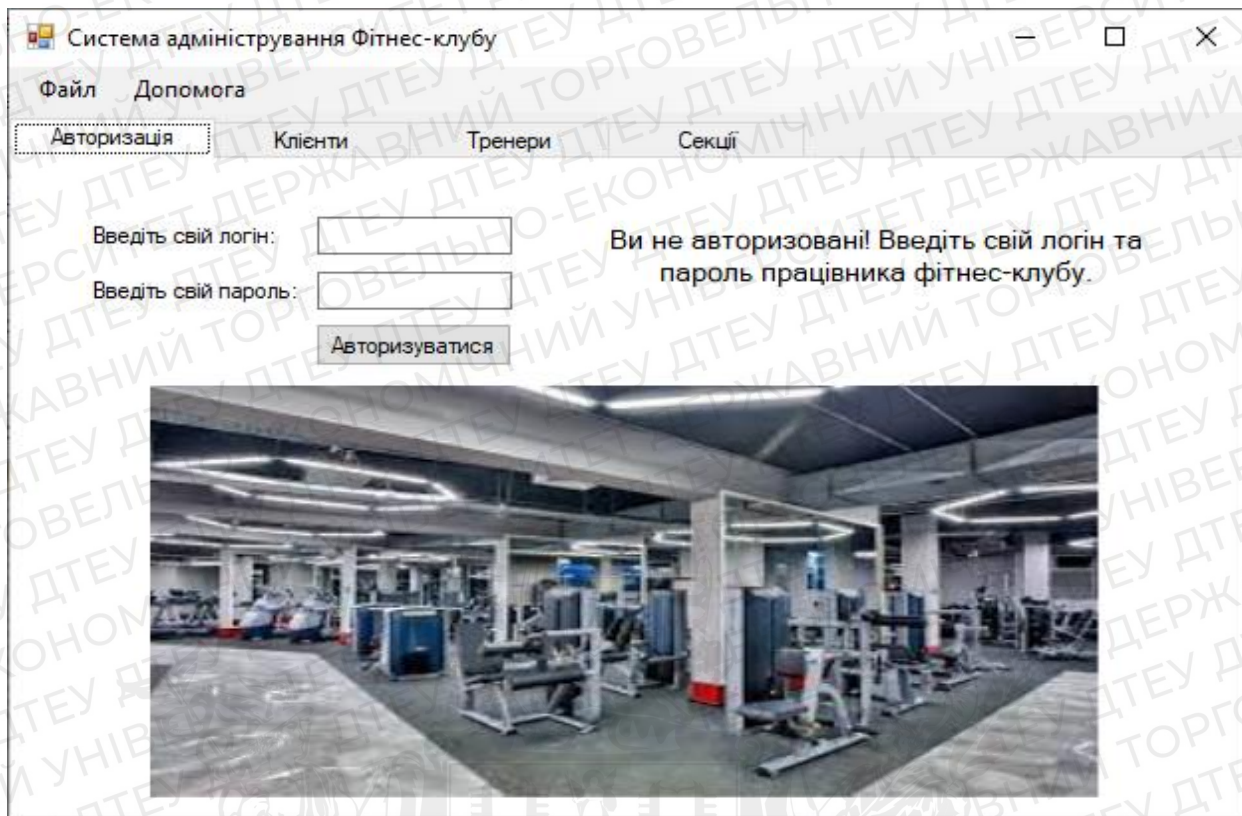 Система адміністрування Фітнес-клубу
Файл Допомога
Авторизація Клієнти Тренери Секції
Введіть свій логін:
Ви не авторизовані! Введіть свій логін та
пароль працівника фітнес-клубу.
Введіть свій пароль:
Авторизуватися